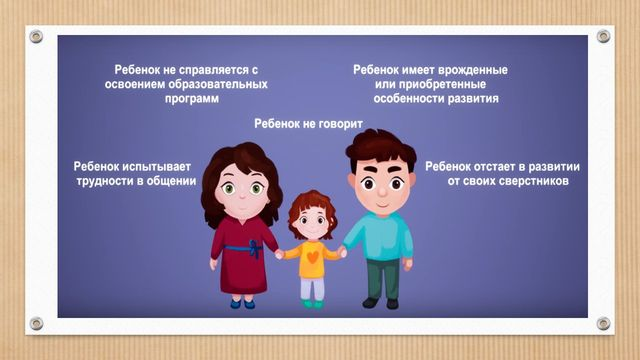 Ребенок не справляется с
освоением образовательных
программ
Ребенок имеет врожденные
или приобретенные
особенности развития
Ребенок не говорит
Ребенок испытывает
трудности в общении
Ребенок отстает в развитии
от своих сверстников